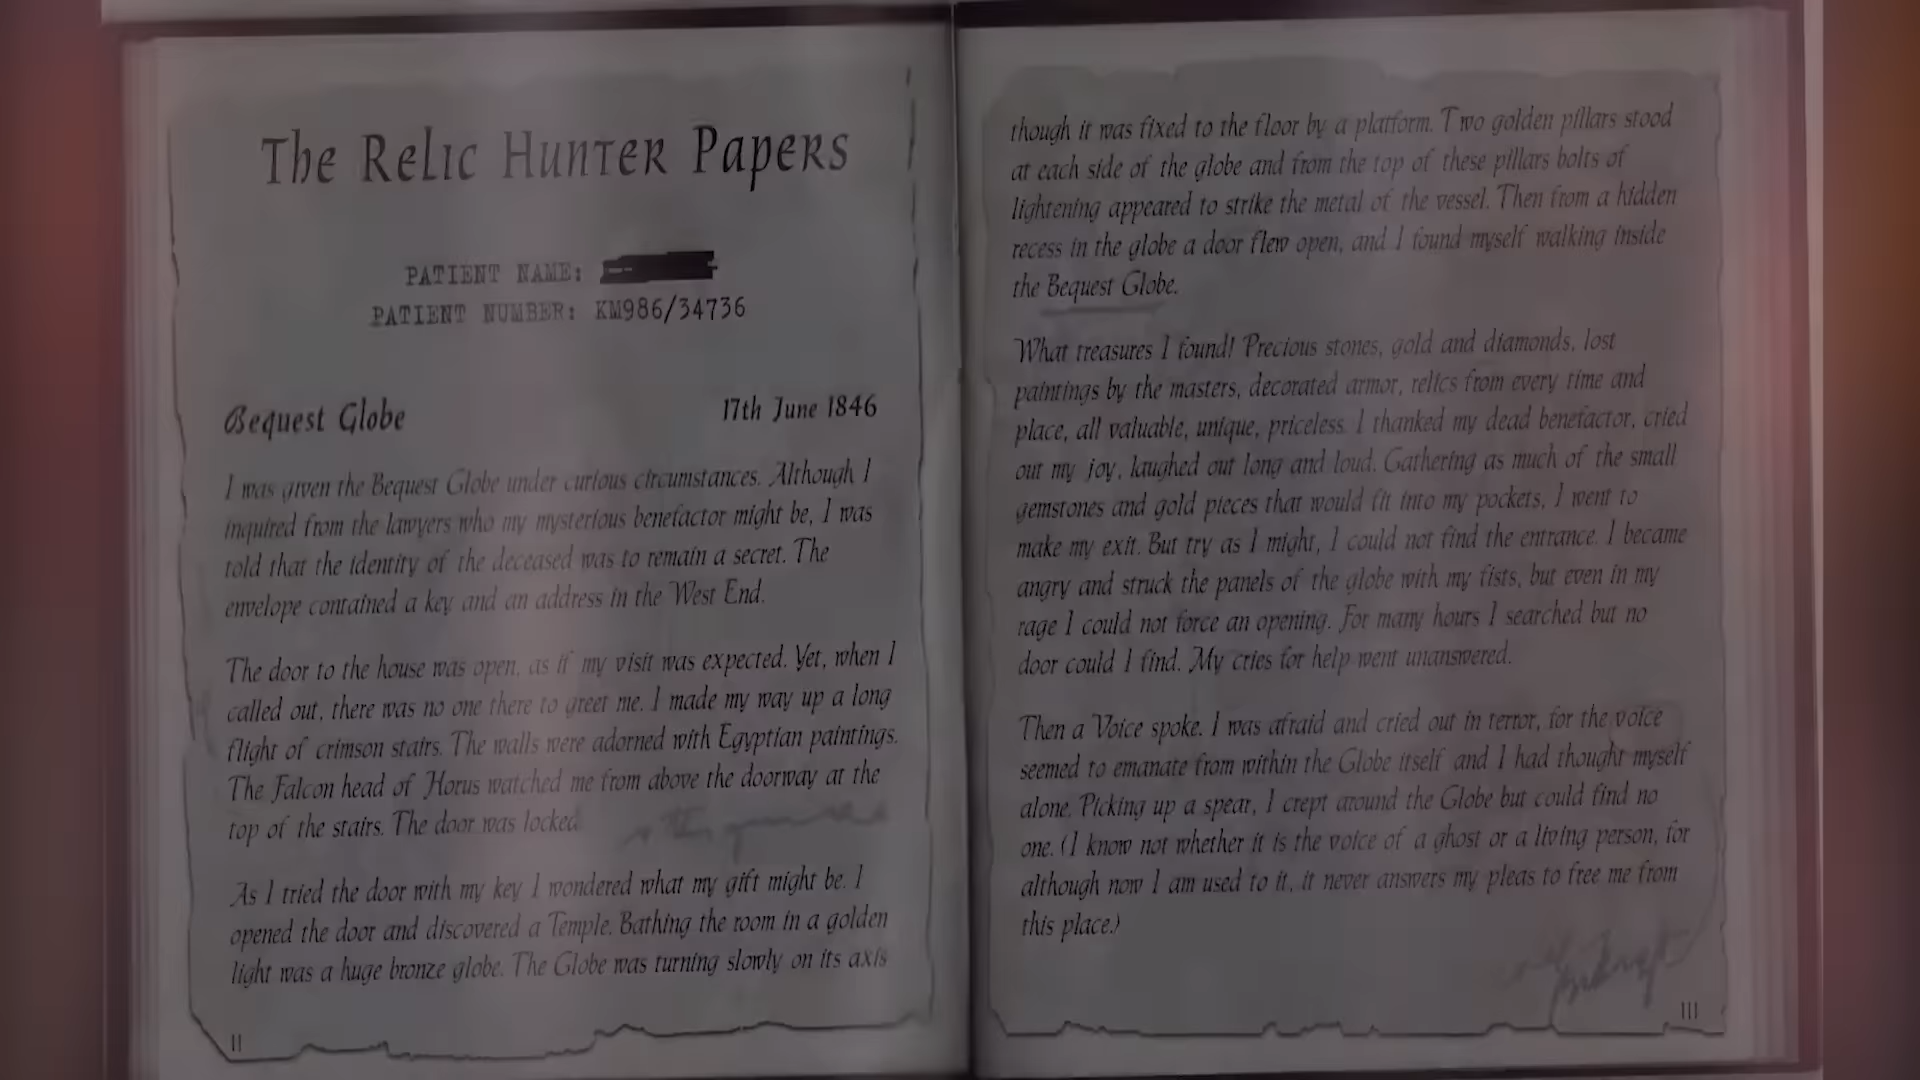 The Relic Hunter Papers
PATIENT NAME:
PATIENT NUMBER: KM986/34736
Bequest Globe 17th June 1846
I was given the Bequest Globe under curious circumstances. Although I
inquired from the lawyers who my mysterious benefactor might be, I was
told that the identity of the deceased was to remain a secret. The
envelope contained a key and an address in the West End.
The door to the house was open, as if my visit was expected. Yet, when I
called out, there was no one there to greet me. I made my way up a long
flight of crimson stairs. The walls were adorned with Egyptian paintings.
The Falcon head of Horus watched me from above the doorway at the
top of the stairs. The door was locked
As I tried the door with my key I wondered what my gift might be. I
opened the door and discovered a Temple. Bathing the room in a golden
light was a huge bronze globe. The Globe was turning slowly on its axis
II
though it was fixed to the floor by a platform. Two golden pillars stood
at each side of the globe and from the top of these pillars bolts of
lightening appeared to strike the metal of the vessel. Then from a hidden
recess in the globe a door flew open, and I found myself walking inside
the Bequest Globe.
What treasures I found! Precious stones, gold and diamonds, lost
paintings by the masters, decorated armor, relics from every time and
place, all valuable, unique, priceless. I thanked my dead benefactor, cried
out my joy, laughed out long and loud. Gathering as much of the small
gemstones and gold pieces that would fit into my pockets, I went to
make my exit. But try as I might, I could not find the entrance. I became
angry and struck the panels of the globe with my fists, but even in my
rage I could not force an opening. For many hours I searched but no
door could I find. My cries for help went unanswered.
Then a Voice spoke. I was afraid and cried out in terror, for the voice
seemed to emanate from within the Globe itself and I had thought myself
alone. Picking up a spear, I crept around the Globe but could find no
one. (I know not whether it is the voice of a ghost or a living person, for
although now I am used to it, it never answers my pleas to free me from
this place.)
III